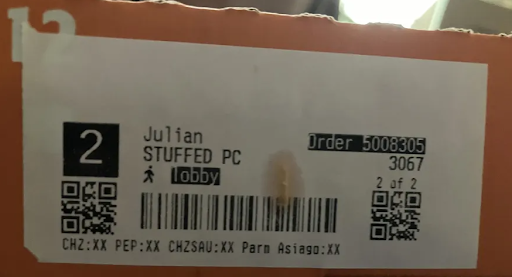 12
2
Julian
STUFFED PC
lobby
Order 5008305
3067
2 of 2
CHZ:XX PEP:XX CHZSAU:XX Parm Asiago:XX